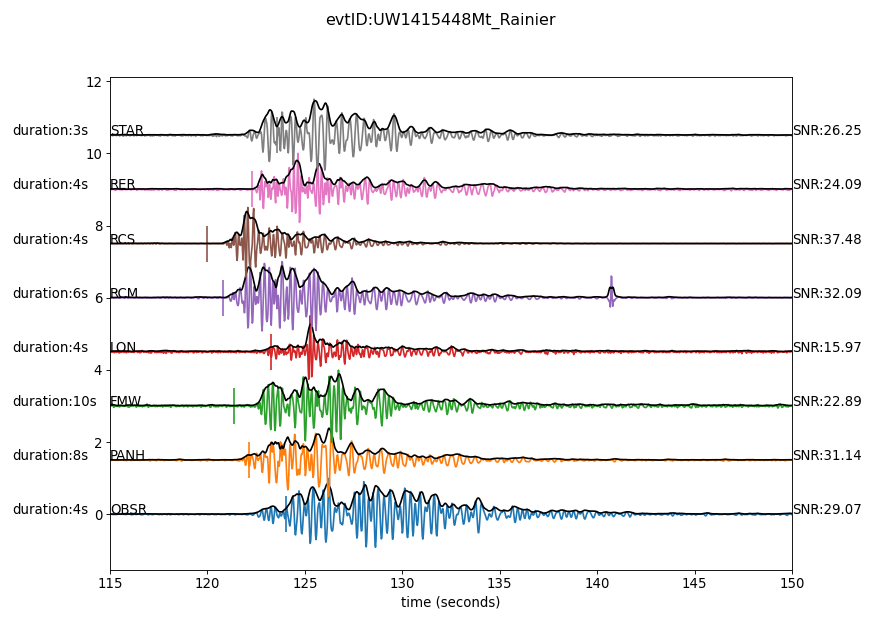 evtID:UW1415448Mt_Rainier
12
duration:3s STAR SNR:26.25
10
duration:4s RER SNR:24.09
8
duration:4s RCS SNR:37.48
duration:6s RCM SNR:32.09
6
duration:4s LON SNR:15.97
4
duration:10s FMW SNR:22.89
2
duration:8s PANH SNR:31.14
duration:4s OBSR SNR:29.07
0
115 120 125 130 135 140 145 150
time (seconds)